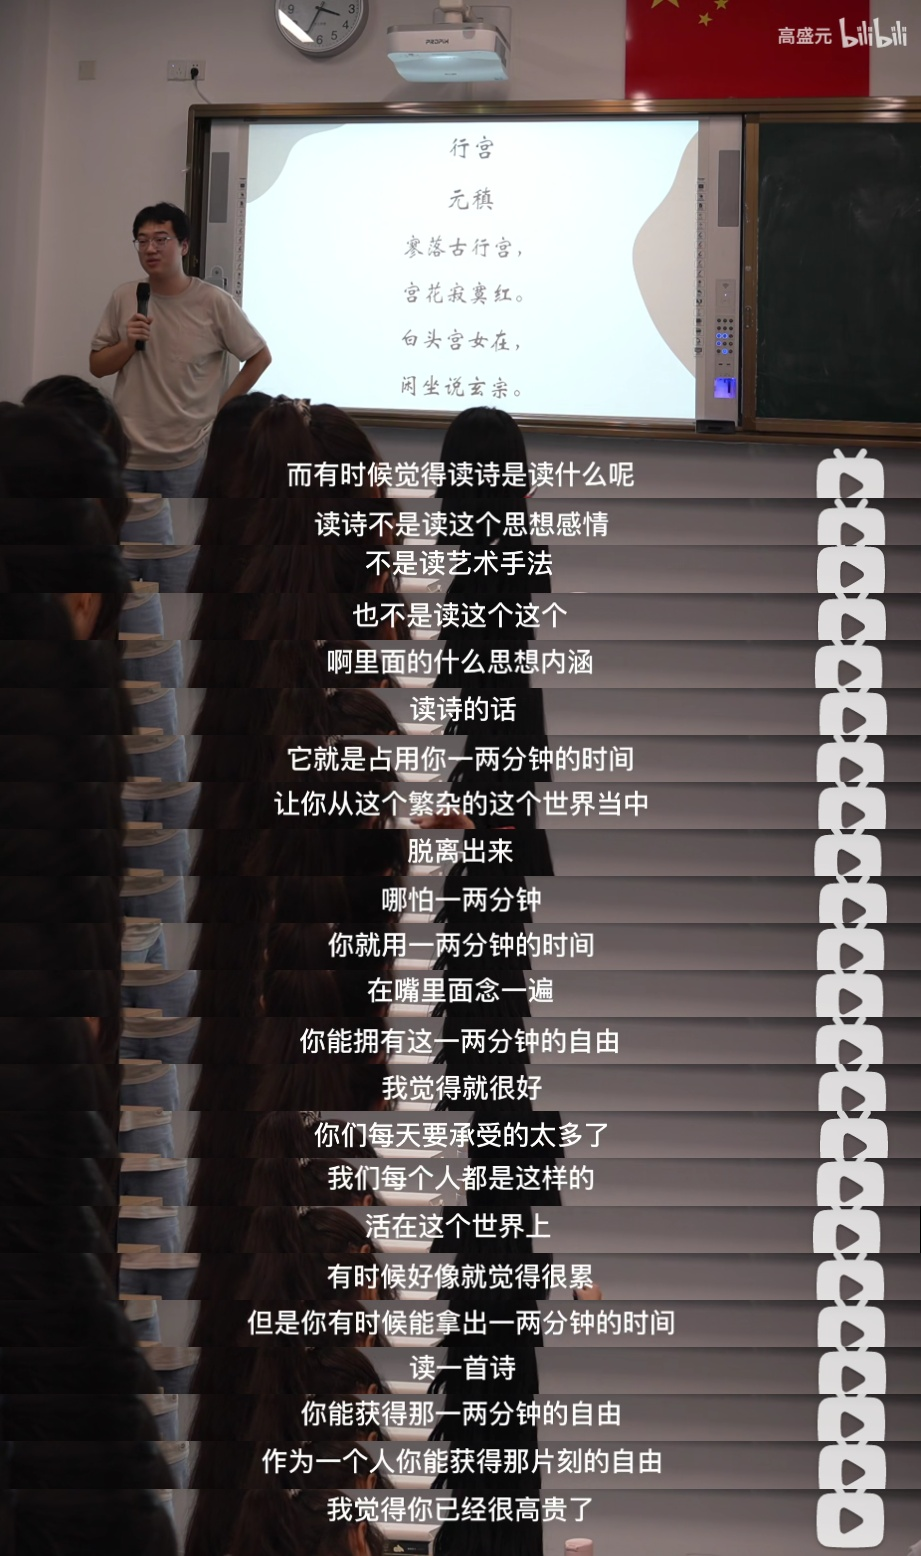 高盛元 bilibili
行宫
元稹
寥落古行宫，
宫花寂寞红。
白头宫女在，
闲坐说玄宗。
而有时候觉得读诗是读什么呢
读诗不是读这个思想感情
不是读艺术手法
也不是读这个这个
啊里面的什么思想内涵
读诗的话
它就是占用你一两分钟的时间
让你从这个繁杂的这个世界当中
脱离出来
哪怕一两分钟
你就用一两分钟的时间
在嘴里面念一遍
你能拥有这一两分钟的自由
我觉得就很好
你们每天要承受的太多了
我们每个人都是这样的
活在这个世界上
有时候好像就觉得很累
但是你有时候能拿出一两分钟的时间
读一首诗
你能获得那一两分钟的自由
作为一个人你能获得那片刻的自由
我觉得你已经很高贵了